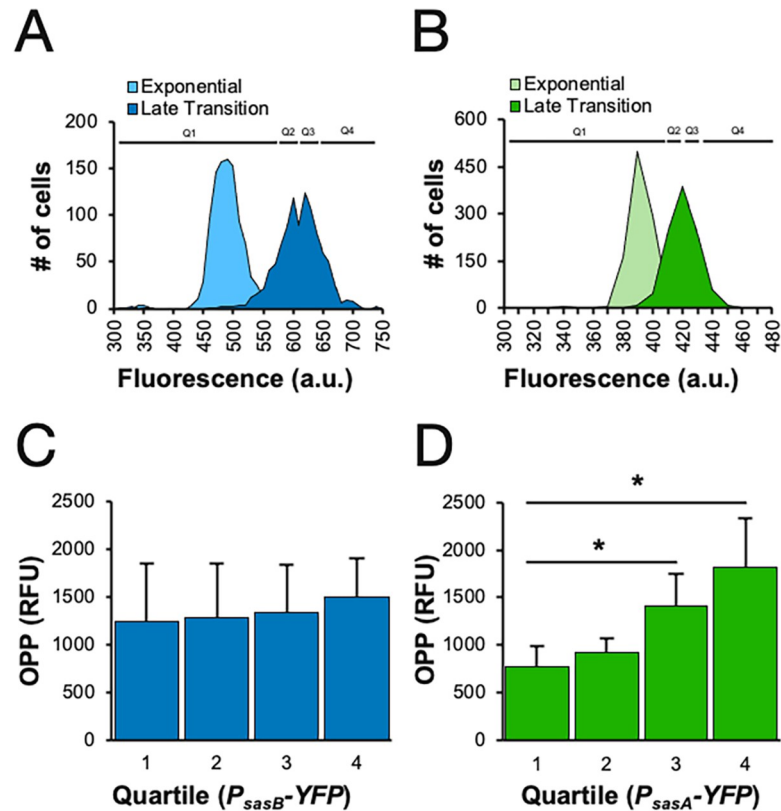 A
Exponential
Late Transition
Q1 Q2 Q3 Q4
200
150
100
50
0
# of cells
300 350 400 450 500 550 600 650 700 750
Fluorescence (a.u.)
B
Exponential
Late Transition
Q1 Q2 Q3 Q4
600
450
300
150
0
# of cells
300 320 340 360 380 400 420 440 460 480
Fluorescence (a.u.)
C
2500
2000
1500
1000
500
0
OPP (RFU)
1 2 3 4
Quartile (PsasB-YFP)
D
* 
*
2500
2000
1500
1000
500
0
OPP (RFU)
1 2 3 4
Quartile (PsasA-YFP)